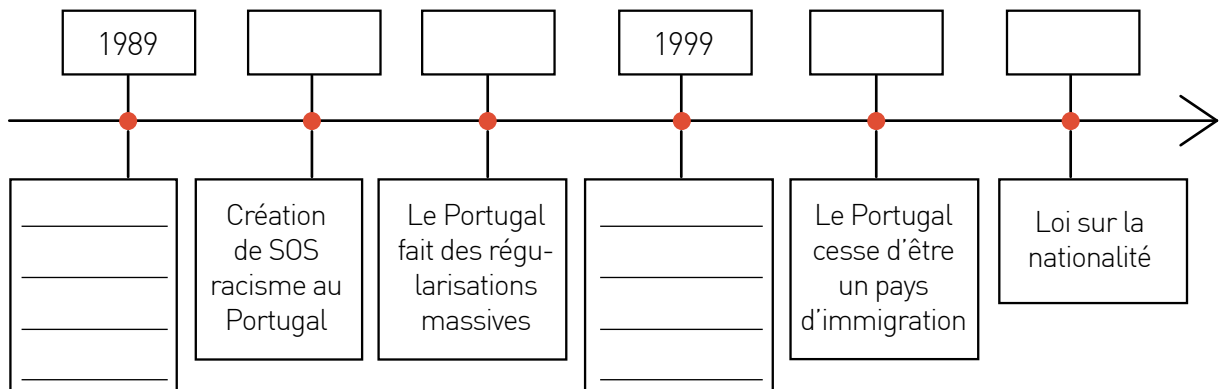 1989
1999
Création
de SOS
racisme au
Portugal
Le Portugal
fait des régu-
larisations
massives
Le Portugal
cesse d'être
un pays
d'immigration
Loi sur la
nationalité